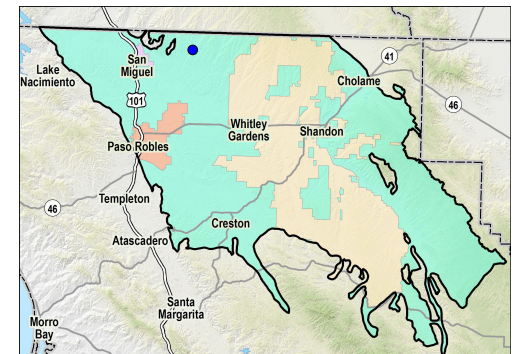 Lake
Nacimiento
San
Miguel
41
Cholame
101
46
Whitley
Gardens
Shandon
Paso Robles
Templeton
46
Creston
Atascadero
Santa
Margarita
Morro
Bay